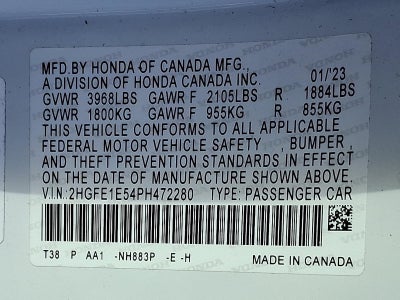 MFD.BY HONDA OF CANADA MFG.,
A DIVISION OF HONDA CANADA INC. 01/'23
GVWR 3968LBS GAWR F 2105LBS R 1884LBS
GVWR 1800KG GAWR F 955KG R 855KG
THIS VEHICLE CONFORMS TO ALL APPLICABLE
FEDERAL MOTOR VEHICLE SAFETY , BUMPER ,
AND THEFT PREVENTION STANDARDS IN EFFECT
ON THE DATE OF MANUFACTURE SHOWN ABOVE.
V.I.N: 2HGFE1E54PH472280 TYPE: PASSENGER CAR
T38 P AA1 -NH883P -E -H
MADE IN CANADA